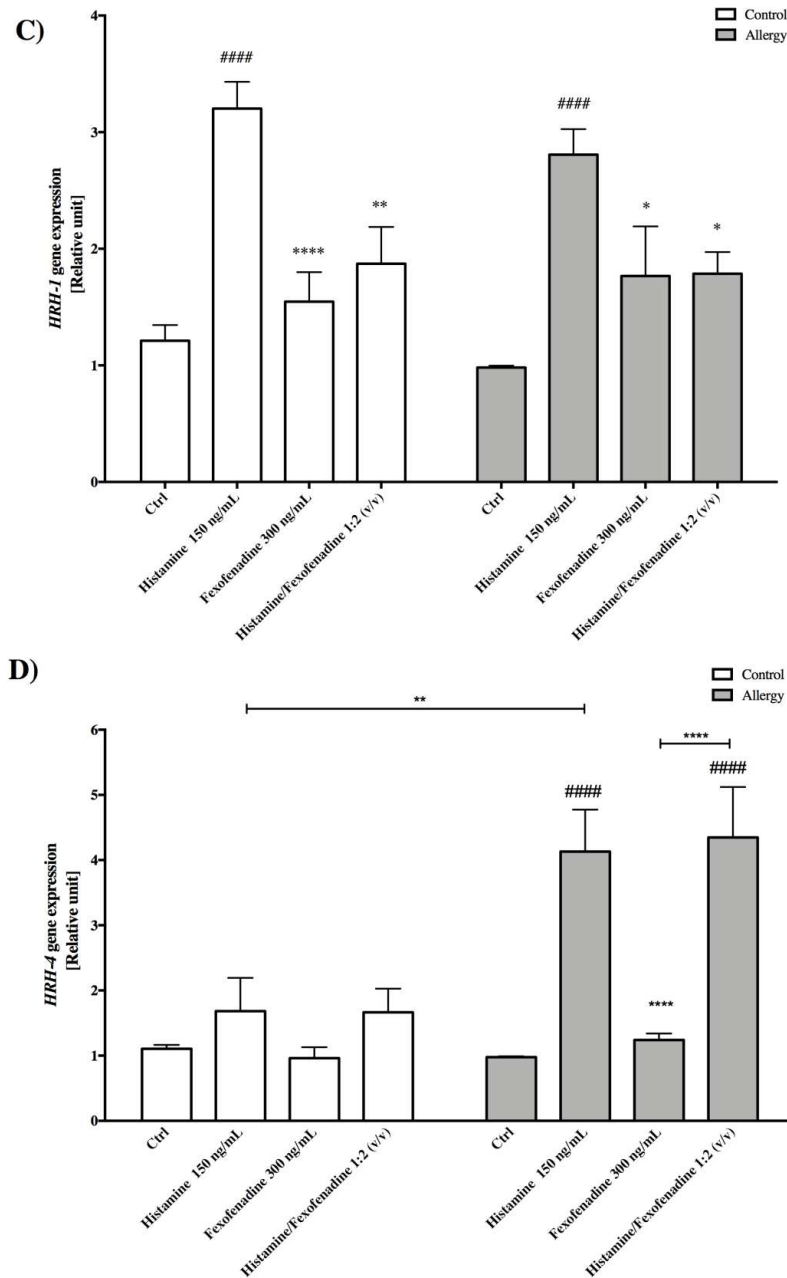 C)
Control
Allergy
4
3
2
1
0
HRH-1 gene expression
[Relative unit]
####
****
**
####
*
*
Ctrl
Histamine 150 ng/mL
Fexofenadine 300 ng/mL
Histamine/Fexofenadine 1:2 (v/v)
Ctrl
Histamine 150 ng/mL
Fexofenadine 300 ng/mL
Histamine/Fexofenadine 1:2 (v/v)
D)
Control
Allergy
6
5
4
3
2
1
0
HRH-4 gene expression
[Relative unit]
**
****
####
####
****
Ctrl
Histamine 150 ng/mL
Fexofenadine 300 ng/mL
Histamine/Fexofenadine 1:2 (v/v)
Ctrl
Histamine 150 ng/mL
Fexofenadine 300 ng/mL
Histamine/Fexofenadine 1:2 (v/v)